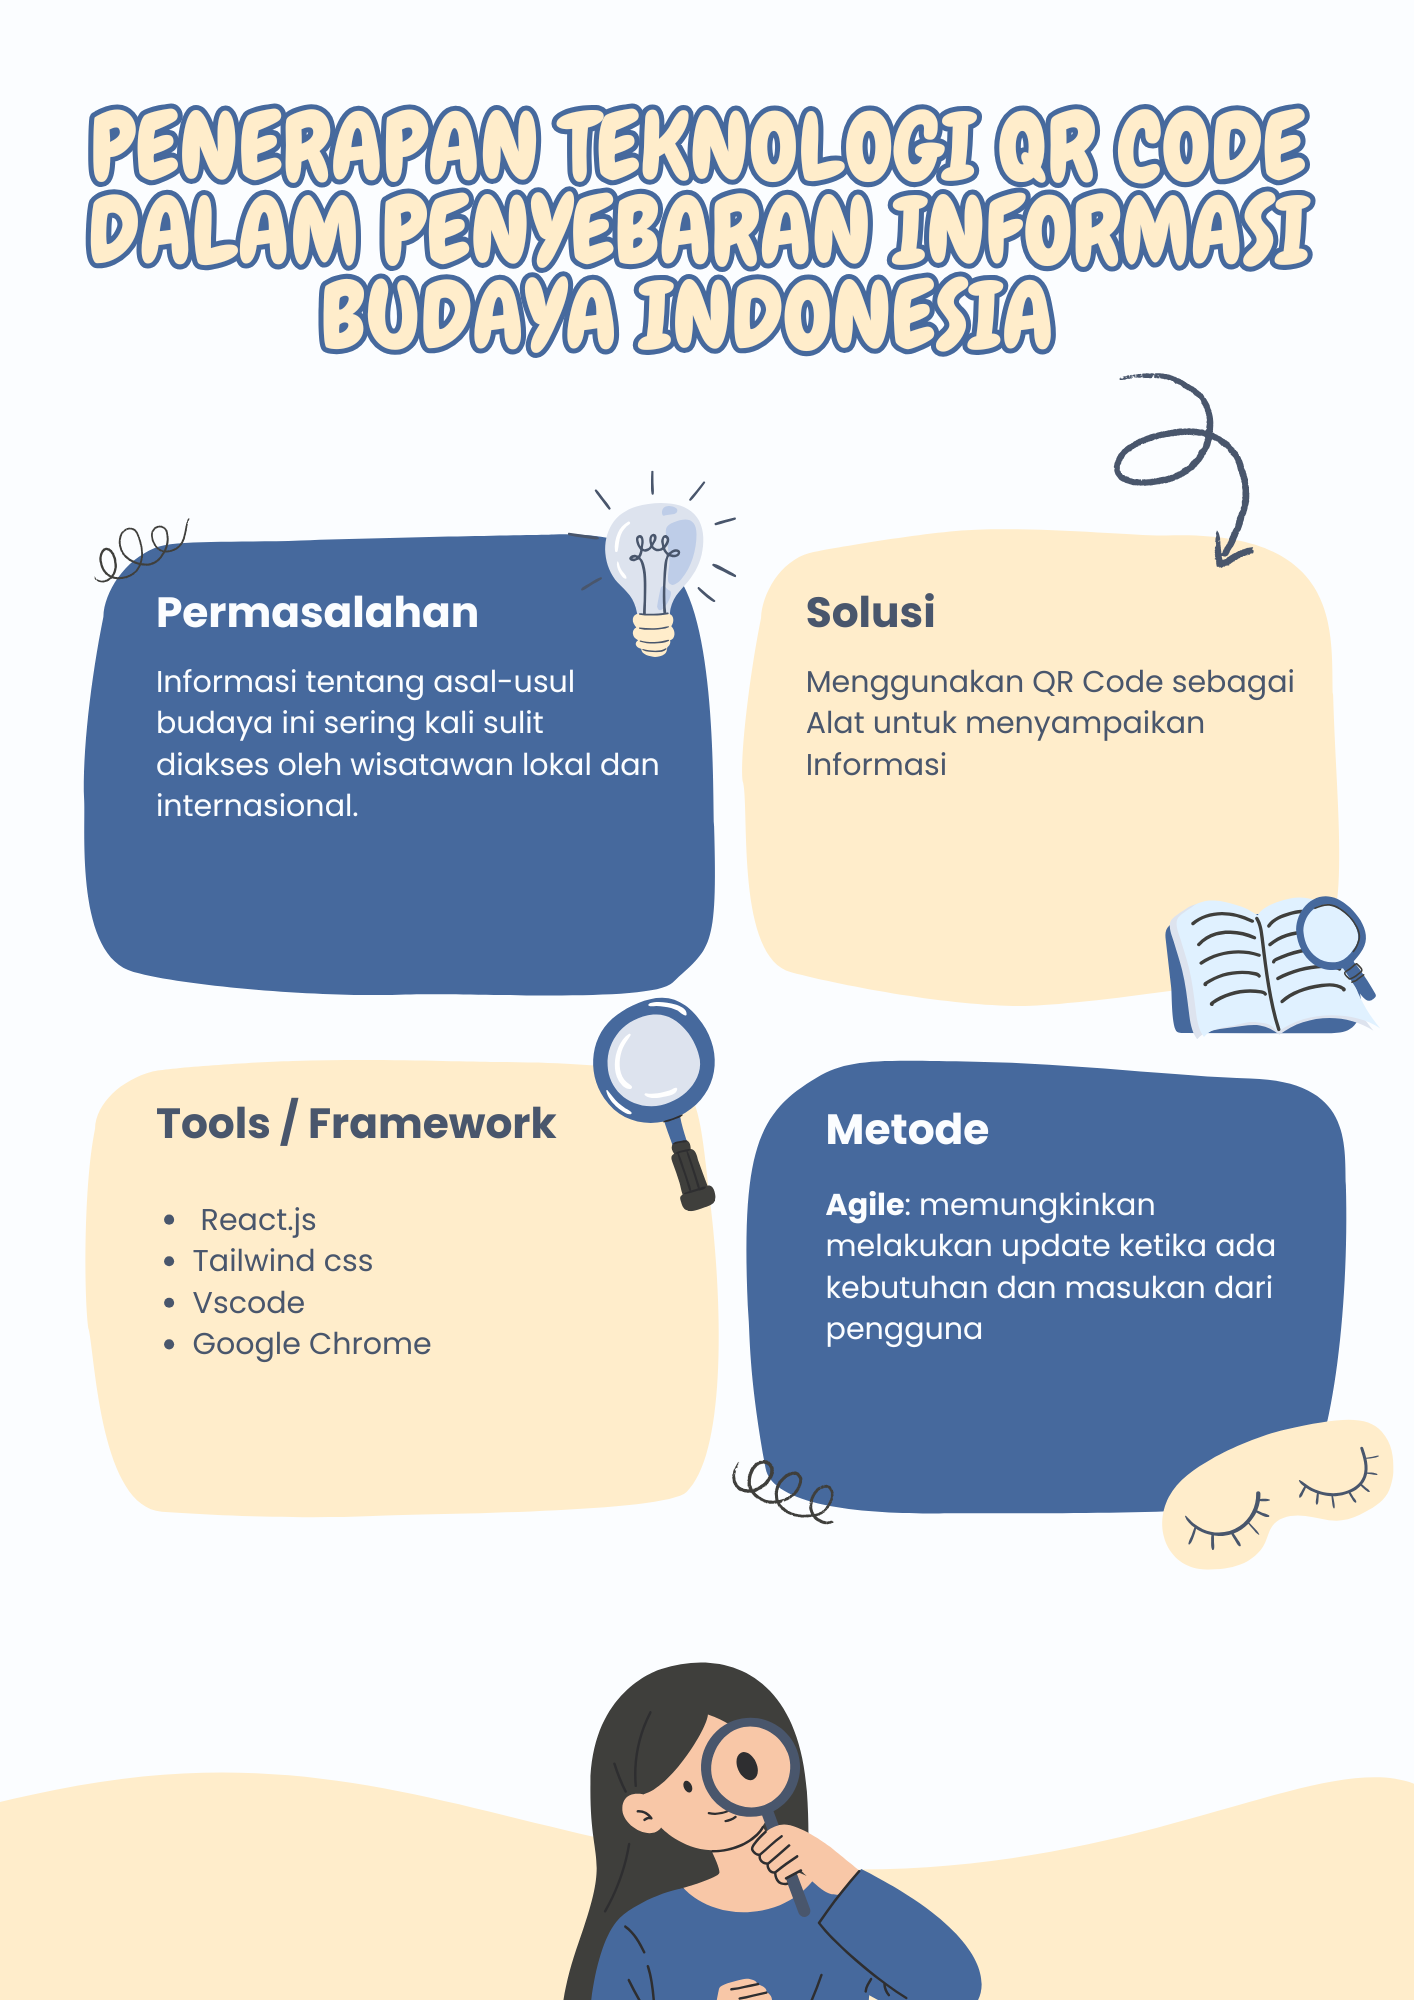 PENERAPAN TEKNOLOGI QR CODE
DALAM PENYEBARAN INFORMASI
BUDAYA INDONESIA
Permasalahan
Informasi tentang asal-usul
budaya ini sering kali sulit
diakses oleh wisatawan lokal dan
internasional.
Solusi
Menggunakan QR Code sebagai
Alat untuk menyampaikan
Informasi
Tools / Framework
• React.js
• Tailwind css
• Vscode
• Google Chrome
Metode
Agile: memungkinkan
melakukan update ketika ada
kebutuhan dan masukan dari
pengguna